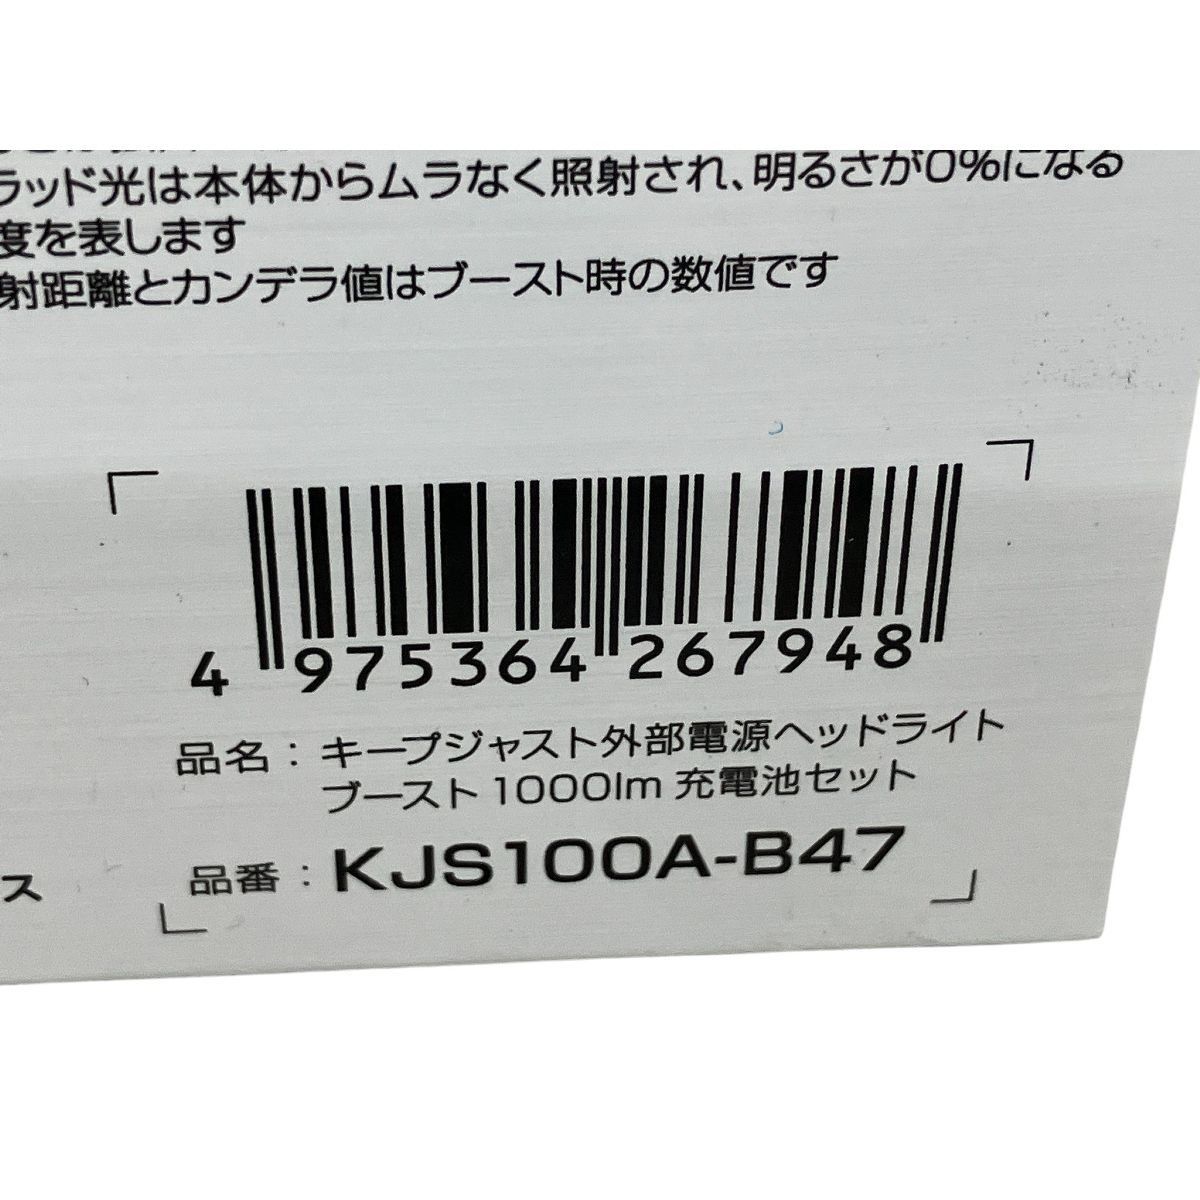 ラッド光は本体からムラなく照射され、明るさが0%になる
度を表します
射距離とカンデラ値はブースト時の数値です
4 975364 267948
品名：キープジャスト外部電源ヘッドライト
ブースト1000lm 充電池セット
ス
品番：KJS100A-B47